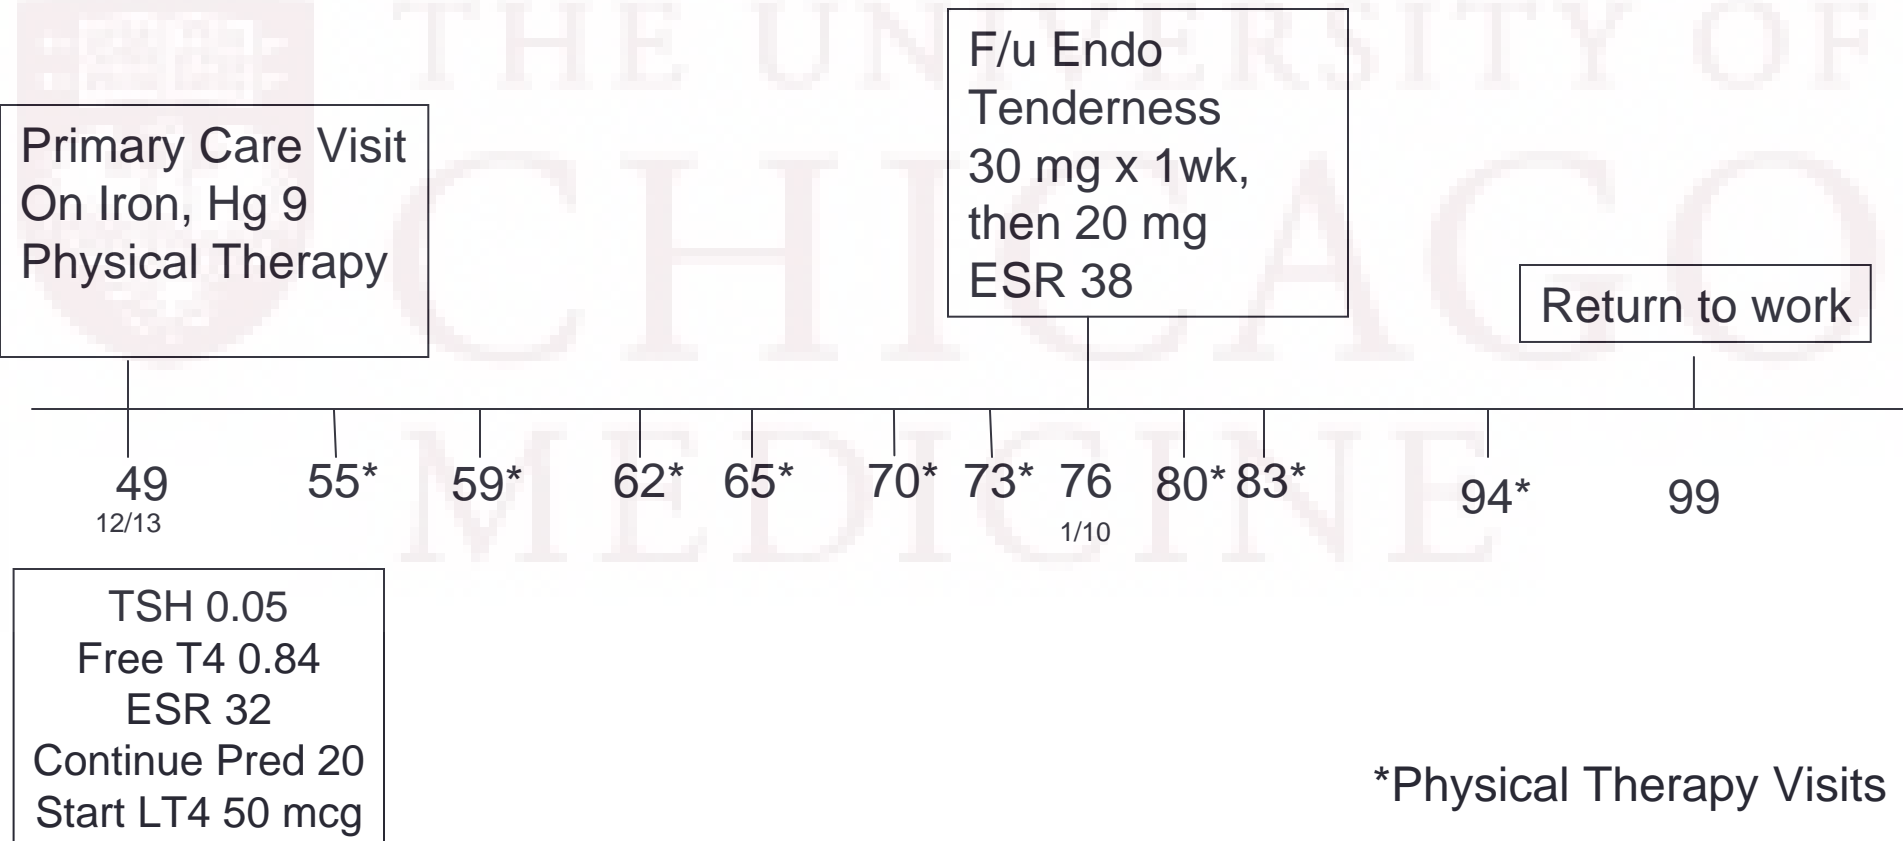 THE UNIVERSITY OF
CHICAGO
MEDICINE
Primary Care Visit
On Iron, Hg 9
Physical Therapy
F/u Endo
Tenderness
30 mg x 1wk,
then 20 mg
ESR 38
Return to work
49
12/13
55*
59*
62*
65*
70*
73*
76
1/10
80*
83*
94*
99
TSH 0.05
Free T4 0.84
ESR 32
Continue Pred 20
Start LT4 50 mcg
*Physical Therapy Visits